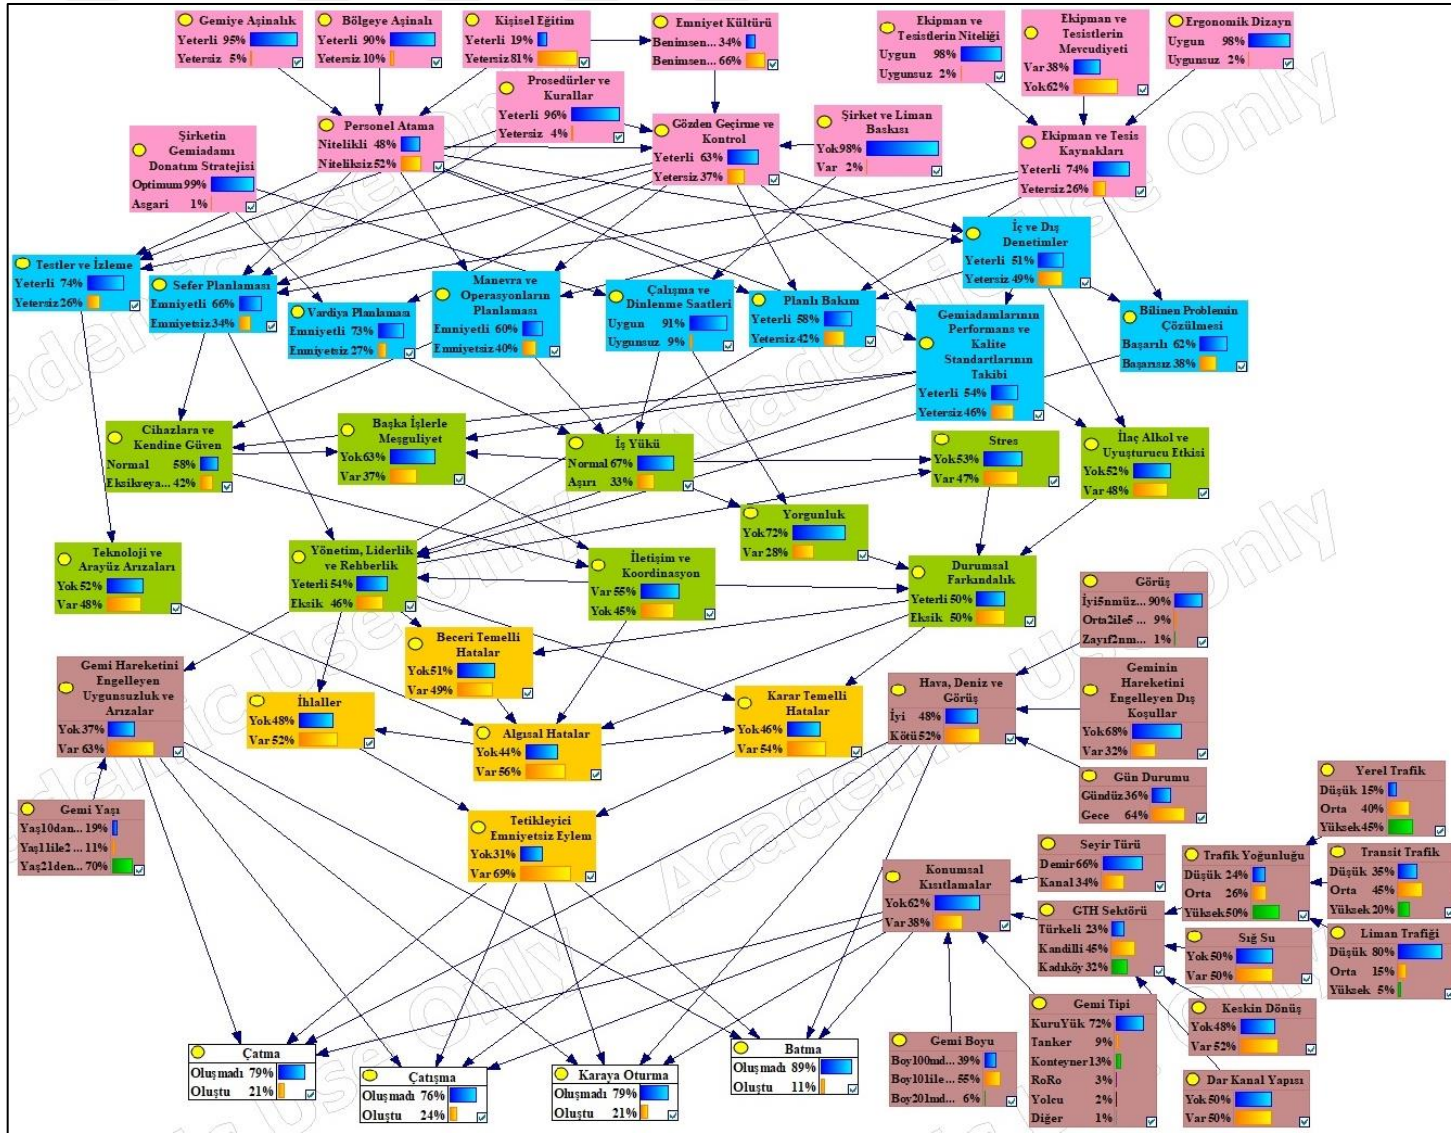 Gemiye Aşinalık
Yeterli 95%
Yetersiz 5%
Bölgeye Aşinalı
Yeterli 90%
Yetersiz 10%
Kişisel Eğitim
Yeterli 19%
Yetersiz 81%
Emniyet Kültürü
Benimsen... 34%
Benimsen... 66%
Ekipman ve
Tesistlerin Niteliği
Uygun 98%
Uygunsuz 2%
Ekipman ve
Tesistlerin
Mevcudiyeti
Var 38%
Yok 62%
Ergonomik Dizayn
Uygun 98%
Uygunsuz 2%
Prosedürler ve
Kurallar
Yeterli 96%
Yetersiz 4%
Şirketin
Gemiadamı
Donatım Stratejisi
Optimum 99%
Asgari 1%
Personel Atama
Nitelikli 48%
Niteliksiz 52%
Gözden Geçirme ve
Kontrol
Yeterli 63%
Yetersiz 37%
Şirket ve Liman
Baskısı
Yok 98%
Var 2%
Ekipman ve Tesis
Kaynakları
Yeterli 74%
Yetersiz 26%
Testler ve İzleme
Yeterli 74%
Yetersiz 26%
Sefer Planlaması
Emniyetli 66%
Emniyetsiz 34%
Vardiya Planlaması
Emniyetli 73%
Emniyetsiz 27%
Manevra ve
Operasyonların
Planlaması
Emniyetli 60%
Emniyetsiz 40%
Çalışma ve
Dinlenme Saatleri
Uygun 91%
Uygunsuz 9%
Planlı Bakım
Yeterli 58%
Yetersiz 42%
İç ve Dış
Denetimler
Yeterli 51%
Yetersiz 49%
Gemiadamlarının
Performans ve
Kalite
Standartlarının
Takibi
Yeterli 54%
Yetersiz 46%
Bilinen Problemin
Çözülmesi
Başarılı 62%
Başarısız 38%
Cihazlara ve
Kendine Güven
Normal 58%
Eksikveya... 42%
Başka İşlerle
Meşguliyet
Yok 63%
Var 37%
İş Yükü
Normal 67%
Aşırı 33%
Stres
Yok 53%
Var 47%
İlaç Alkol ve
Uyuşturucu Etkisi
Yok 52%
Var 48%
Teknoloji ve
Arayüz Arızaları
Yok 52%
Var 48%
Yönetim, Liderlik
ve Rehberlik
Yeterli 54%
Eksik 46%
İletişim ve
Koordinasyon
Var 55%
Yok 45%
Yorgunluk
Yok 72%
Var 28%
Durumsal
Farkındalık
Yeterli 50%
Eksik 50%
Görüş
İyi5nmüz... 90%
Orta2ile5 ... 9%
Zayıf2nm... 1%
Gemi Hareketini
Engelleyen
Uygunsuzluk ve
Arızalar
Yok 37%
Var 63%
Beceri Temelli
Hatalar
Yok 51%
Var 49%
İhlaller
Yok 48%
Var 52%
Algısal Hatalar
Yok 44%
Var 56%
Karar Temelli
Hatalar
Yok 46%
Var 54%
Hava, Deniz ve
Görüş
İyi 48%
Kötü 52%
Geminin
Hareketini
Engelleyen Dış
Koşullar
Yok 68%
Var 32%
Gün Durumu
Gündüz 36%
Gece 64%
Gemi Yaşı
Yaş10dan... 19%
Yaş11ile2... 11%
Yaş21den... 70%
Tetikleyici
Emniyetsiz Eylem
Yok 31%
Var 69%
Konumsal
Kısıtlamalar
Yok 62%
Var 38%
Seyir Türü
Demir 66%
Kanal 34%
GTH Sektörü
Türkeli 23%
Kandilli 45%
Kadıköy 32%
Trafik Yoğunluğu
Düşük 24%
Orta 26%
Yüksek 50%
Yerel Trafik
Düşük 15%
Orta 40%
Yüksek 45%
Transit Trafik
Düşük 35%
Orta 45%
Yüksek 20%
Liman Trafiği
Düşük 80%
Orta 15%
Yüksek 5%
Sığ Su
Yok 50%
Var 50%
Keskin Dönüş
Yok 48%
Var 52%
Dar Kanal Yapısı
Yok 50%
Var 50%
Gemi Tipi
KuruYük 72%
Tanker 9%
Konteyner 13%
RoRo 3%
Yolcu 2%
Diğer 1%
Gemi Boyu
Boy100md... 39%
Boy101ile... 55%
Boy201md... 6%
Çatma
Oluşmadı 79%
Oluştu 21%
Çatışma
Oluşmadı 76%
Oluştu 24%
Karaya Oturma
Oluşmadı 79%
Oluştu 21%
Batma
Oluşmadı 89%
Oluştu 11%
Academic Use Only